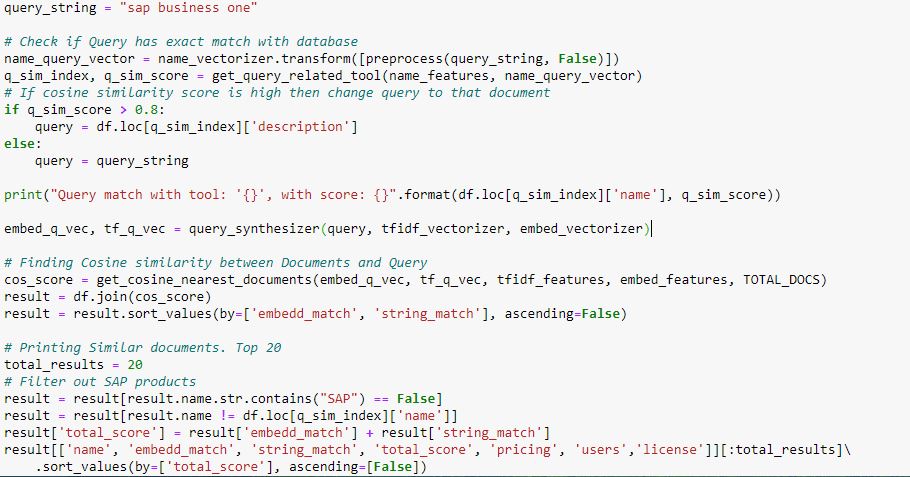 query_string = "sap business one"
# Check if Query has exact match with database
name_query_vector = name_vectorizer.transform([preprocess(query_string, False)])
q_sim_index, q_sim_score = get_query_related_tool(name_features, name_query_vector)
# If cosine similarity score is high then change query to that document
if q_sim_score > 0.8:
    query = df.loc[q_sim_index]['description']
else:
    query = query_string
print("Query match with tool: '{}', with score: {}".format(df.loc[q_sim_index]['name'], q_sim_score))
embed_q_vec, tf_q_vec = query_synthesizer(query, tfidf_vectorizer, embed_vectorizer)
# Finding Cosine similarity between Documents and Query
cos_score = get_cosine_nearest_documents(embed_q_vec, tf_q_vec, tfidf_features, embed_features, TOTAL_DOCS)
result = df.join(cos_score)
result = result.sort_values(by=['embedd_match', 'string_match'], ascending=False)
# Printing Similar documents. Top 20
total_results = 20
# Filter out SAP products
result = result[result.name.str.contains("SAP") == False]
result = result[result.name != df.loc[q_sim_index]['name']]
result['total_score'] = result['embedd_match'] + result['string_match']
result[['name', 'embedd_match', 'string_match', 'total_score', 'pricing', 'users','license']][:total_results]\
    .sort_values(by=['total_score'], ascending=[False])